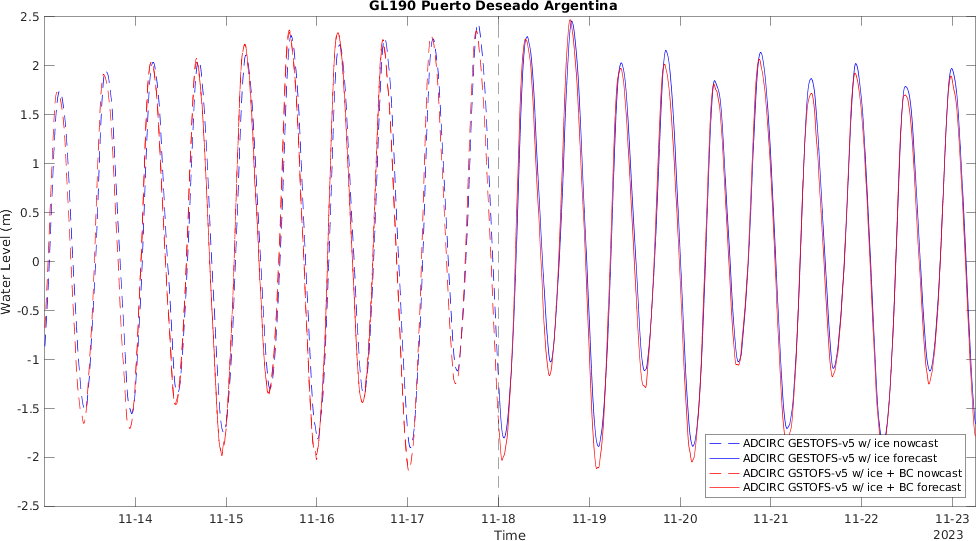 GL190 Puerto Deseado Argentina
2.5
2
1.5
1
0.5
0
-0.5
-1
-1.5
-2
-2.5
Water Level (m)
ADCIRC GESTOFS-v5 w/ ice nowcast
ADCIRC GESTOFS-v5 w/ ice forecast
ADCIRC GSTOFS-v5 w/ ice + BC nowcast
ADCIRC GSTOFS-v5 w/ ice + BC forecast
11-14 11-15 11-16 11-17 11-18 11-19 11-20 11-21 11-22 11-23
Time
2023